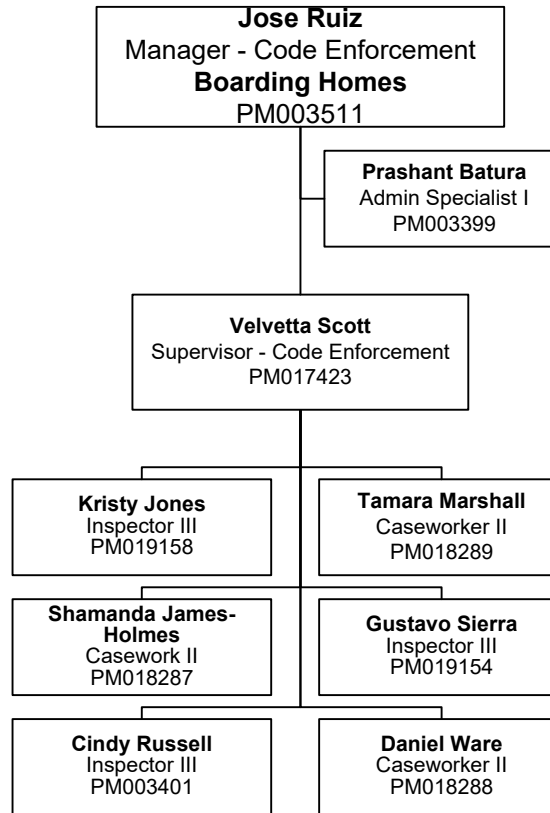 Jose Ruiz
Manager - Code Enforcement
Boarding Homes
PM003511
Prashant Batura
Admin Specialist I
PM003399
Velvetta Scott
Supervisor - Code Enforcement
PM017423
Kristy Jones
Inspector III
PM019158
Tamara Marshall
Caseworker II
PM018289
Shamanda James-
Holmes
Casework II
PM018287
Gustavo Sierra
Inspector III
PM019154
Cindy Russell
Inspector III
PM003401
Daniel Ware
Caseworker II
PM018288